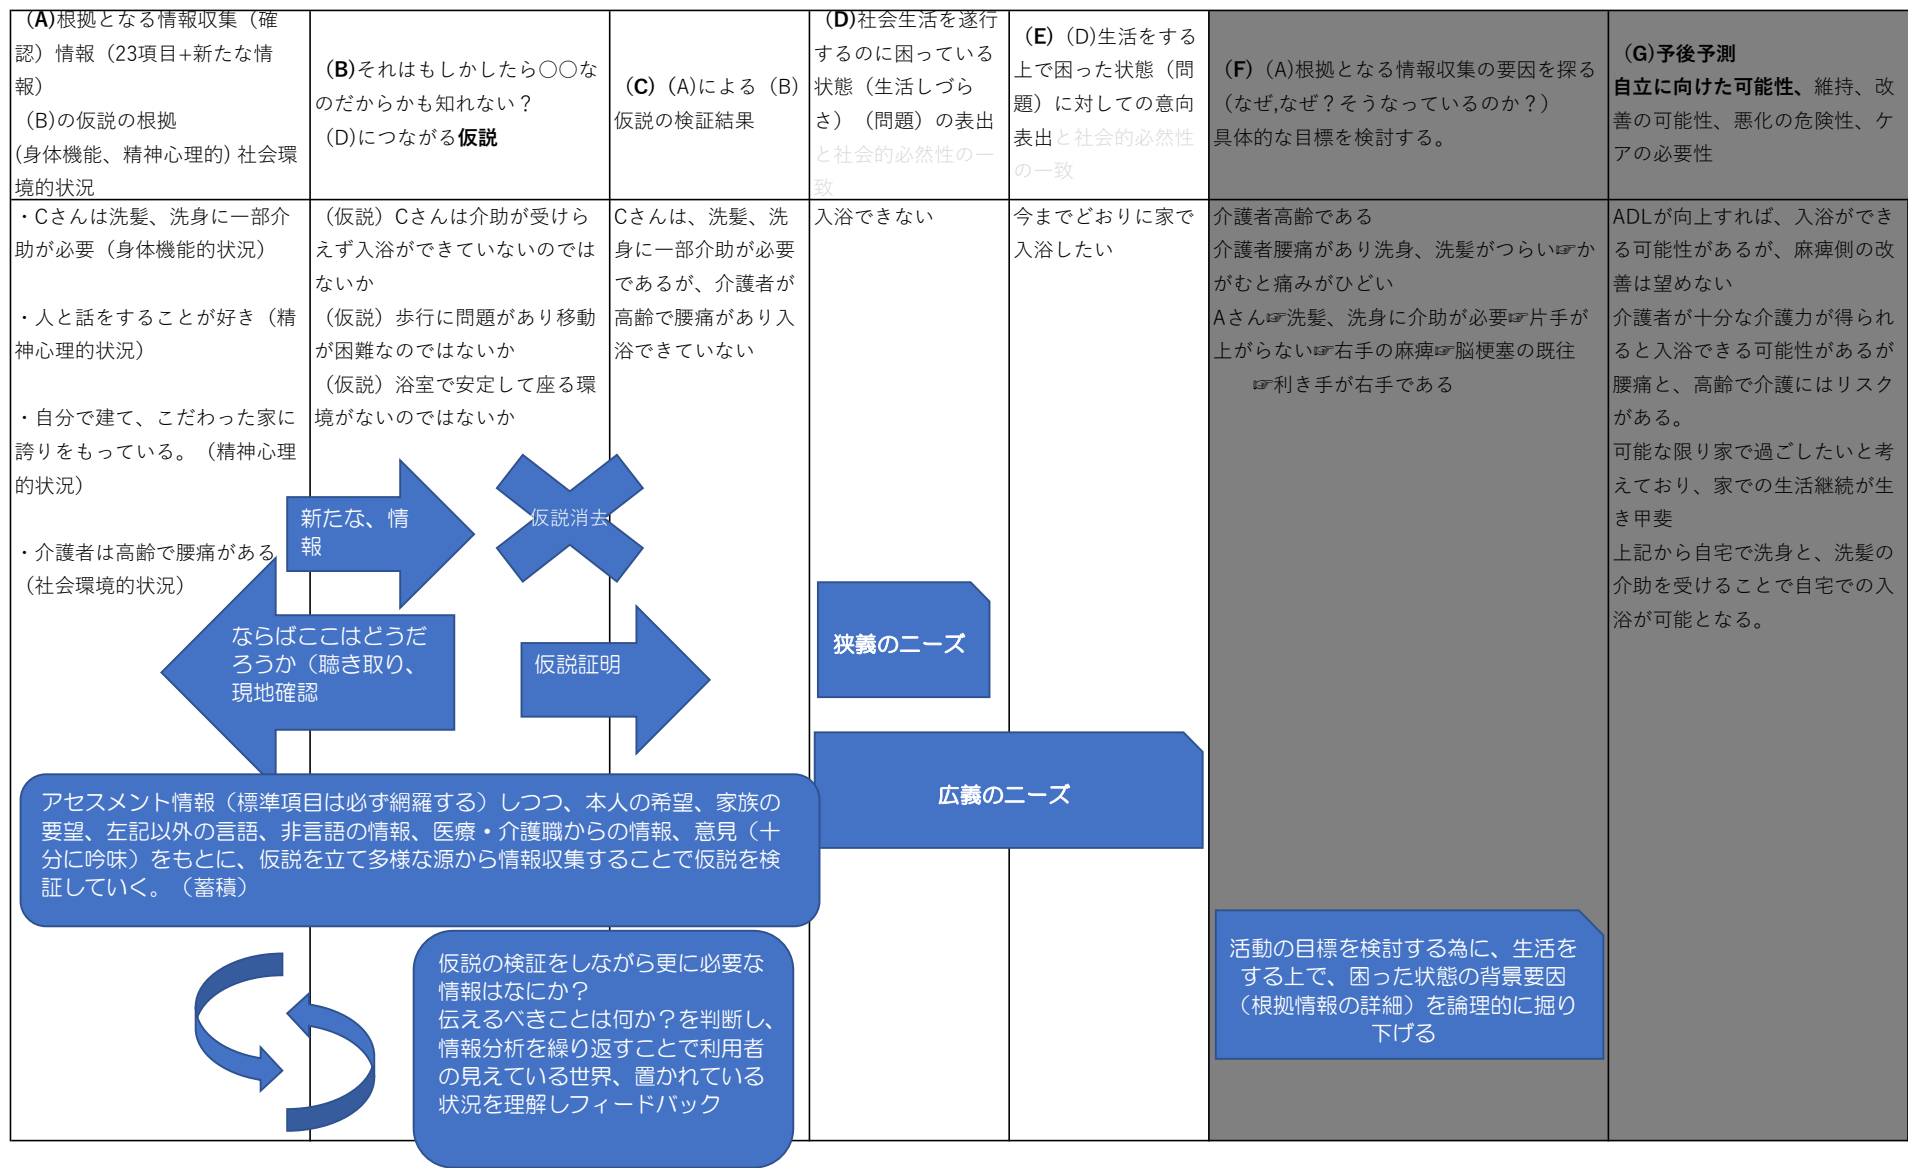 (A)根拠となる情報収集（確
認）情報（23項目+新たな情
報）
（B)の仮説の根拠
(身体機能、精神心理的) 社会環
境的状況
（B)それはもしかしたら〇〇な
のだからかも知れない？
（D)につながる仮説
（C）（A)による（B)
仮説の検証結果
（D)社会生活を遂行
するのに困っている
状態（生活しづら
さ）（問題）の表出
と社会的必然性の一
致
（E）（D)生活をする
上で困った状態（問
題）に対しての意向
表出と社会的必然性
の一致
（F）（A)根拠となる情報収集の要因を探る
（なぜ,なぜ？そうなっているのか？）
具体的な目標を検討する。
（G)予後予測
自立に向けた可能性、維持、改
善の可能性、悪化の危険性、ケ
アの必要性
・Cさんは洗髪、洗身に一部介
助が必要（身体機能的状況）
・人と話をすることが好き（精
神心理的状況）
・自分で建て、こだわった家に
誇りをもっている。（精神心理
的状況）
・介護者は高齢で腰痛がある
（社会環境的状況）
（仮説）Cさんは介助が受けら
えず入浴ができていないのでは
ないか
（仮説）歩行に問題があり移動
が困難なのではないか
（仮説）浴室で安定して座る環
境がないのではないか
Cさんは、洗髪、洗
身に一部介助が必要
であるが、介護者が
高齢で腰痛があり入
浴できていない
入浴できない
今までどおりに家で
入浴したい
介護者高齢である
介護者腰痛があり洗身、洗髪がつらい☞か
がむと痛みがひどい
Aさん☞洗髪、洗身に介助が必要☞片手が
上がらない☞右手の麻痺☞脳梗塞の既往
☞利き手が右手である
ADLが向上すれば、入浴ができ
る可能性があるが、麻痺側の改
善は望めない
介護者が十分な介護力が得られ
ると入浴できる可能性があるが
腰痛と、高齢で介護にはリスク
がある。
可能な限り家で過ごしたいと考
えており、家での生活継続が生
き甲斐
上記から自宅で洗身と、洗髪の
介助を受けることで自宅での入
浴が可能となる。
新たな、情
報
仮説消去
ならばここはどうだ
ろうか（聴き取り、
現地確認
仮説証明
狭義のニーズ
広義のニーズ
アセスメント情報（標準項目は必ず網羅する）しつつ、本人の希望、家族の
要望、左記以外の言語、非言語の情報、医療・介護職からの情報、意見（十
分に吟味）をもとに、仮説を立て多様な源から情報収集することで仮説を検
証していく。（蓄積）
仮説の検証をしながら更に必要な
情報はなにか？
伝えるべきことは何か？を判断し、
情報分析を繰り返すことで利用者
の見えている世界、置かれている
状況を理解しフィードバック
活動の目標を検討する為に、生活を
する上で、困った状態の背景要因
（根拠情報の詳細）を論理的に掘り
下げる